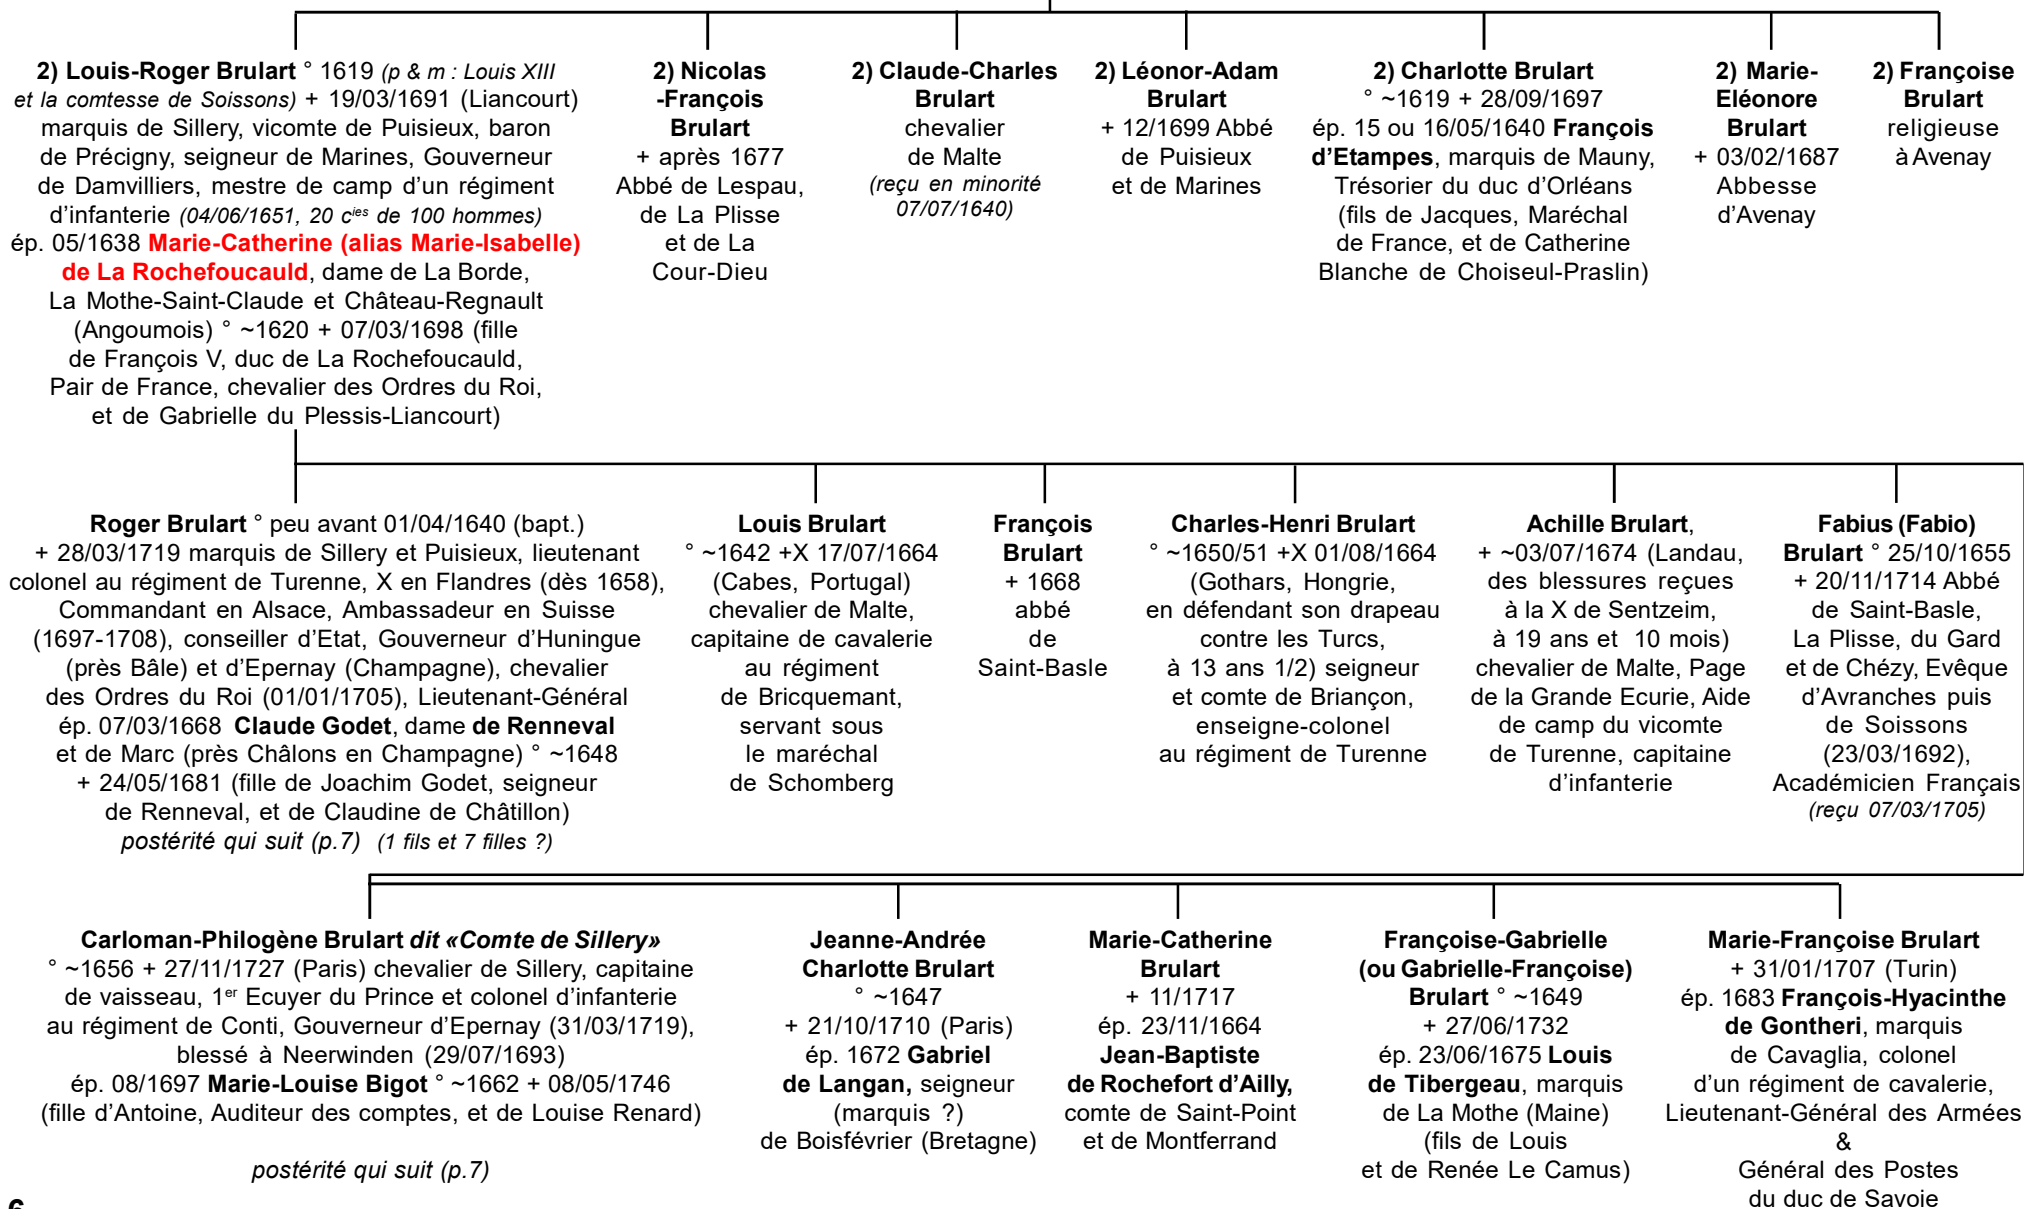 2) Louis-Roger Brulart ° 1619 (p & m : Louis XIII
et la comtesse de Soissons) + 19/03/1691 (Liancourt)
marquis de Sillery, vicomte de Puisieux, baron
de Précigny, seigneur de Marines, Gouverneur
de Damvilliers, mestre de camp d’un régiment
d’infanterie (04/06/1651, 20 cies de 100 hommes)
ép. 05/1638 Marie-Catherine (alias Marie-Isabelle)
de La Rochefoucauld, dame de La Borde,
La Mothe-Saint-Claude et Château-Regnault
(Angoumois) ° ~1620 + 07/03/1698 (fille
de François V, duc de La Rochefoucauld,
Pair de France, chevalier des Ordres du Roi,
et de Gabrielle du Plessis-Liancourt)
2) Nicolas
-François
Brulart
+ après 1677
Abbé de Lespau,
de La Plisse
et de La
Cour-Dieu
2) Claude-Charles
Brulart
chevalier
de Malte
(reçu en minorité
07/07/1640)
2) Léonor-Adam
Brulart
+ 12/1699 Abbé
de Puisieux
et de Marines
2) Charlotte Brulart
° ~1619 + 28/09/1697
ép. 15 ou 16/05/1640 François
d’Etampes, marquis de Mauny,
Trésorier du duc d’Orléans
(fils de Jacques, Maréchal
de France, et de Catherine
Blanche de Choiseul-Praslin)
2) Marie-
Eléonore
Brulart
+ 03/02/1687
Abbesse
d’Avenay
2) Françoise
Brulart
religieuse
à Avenay
Roger Brulart ° peu avant 01/04/1640 (bapt.)
+ 28/03/1719 marquis de Sillery et Puisieux, lieutenant
colonel au régiment de Turenne, X en Flandres (dès 1658),
Commandant en Alsace, Ambassadeur en Suisse
(1697-1708), conseiller d’Etat, Gouverneur d’Huningue
(près Bâle) et d’Epernay (Champagne), chevalier
des Ordres du Roi (01/01/1705), Lieutenant-Général
ép. 07/03/1668 Claude Godet, dame de Renneval
et de Marc (près Châlons en Champagne) ° ~1648
+ 24/05/1681 (fille de Joachim Godet, seigneur
de Renneval, et de Claudine de Châtillon)
postérité qui suit (p.7) (1 fils et 7 filles ?)
Louis Brulart
° ~1642 +X 17/07/1664
(Cabes, Portugal)
chevalier de Malte,
capitaine de cavalerie
au régiment
de Bricquemant,
servant sous
le maréchal
de Schomberg
François
Brulart
+ 1668
abbé
de
Saint-Basle
Charles-Henri Brulart
° ~1650/51 +X 01/08/1664
(Gothars, Hongrie,
en défendant son drapeau
contre les Turcs,
à 13 ans 1/2) seigneur
et comte de Briançon,
enseigne-colonel
au régiment de Turenne
Achille Brulart,
+ ~03/07/1674 (Landau,
des blessures reçues
à la X de Sentzeim,
à 19 ans et 10 mois)
chevalier de Malte, Page
de la Grande Ecurie, Aide
de camp du vicomte
de Turenne, capitaine
d’infanterie
Fabius (Fabio)
Brulart ° 25/10/1655
+ 20/11/1714 Abbé
de Saint-Basle,
La Plisse, du Gard
et de Chézy, Evêque
d’Avranches puis
de Soissons
(23/03/1692),
Académicien Français
(reçu 07/03/1705)
Carloman-Philogène Brulart dit «Comte de Sillery»
° ~1656 + 27/11/1727 (Paris) chevalier de Sillery, capitaine
de vaisseau, 1er Ecuyer du Prince et colonel d’infanterie
au régiment de Conti, Gouverneur d’Epernay (31/03/1719),
blessé à Neerwinden (29/07/1693)
ép. 08/1697 Marie-Louise Bigot ° ~1662 + 08/05/1746
(fille d’Antoine, Auditeur des comptes, et de Louise Renard)
postérité qui suit (p.7)
Jeanne-Andrée
Charlotte Brulart
° ~1647
+ 21/10/1710 (Paris)
ép. 1672 Gabriel
de Langan, seigneur
(marquis ?)
de Boisfévrier (Bretagne)
Marie-Catherine
Brulart
+ 11/1717
ép. 23/11/1664
Jean-Baptiste
de Rochefort d’Ailly,
comte de Saint-Point
et de Montferrand
Françoise-Gabrielle
(ou Gabrielle-Françoise)
Brulart ° ~1649
+ 27/06/1732
ép. 23/06/1675 Louis
de Tibergeau, marquis
de La Mothe (Maine)
(fils de Louis
et de Renée Le Camus)
Marie-Françoise Brulart
+ 31/01/1707 (Turin)
ép. 1683 François-Hyacinthe
de Gontheri, marquis
de Cavaglia, colonel
d’un régiment de cavalerie,
Lieutenant-Général des Armées
&
Général des Postes
du duc de Savoie
6